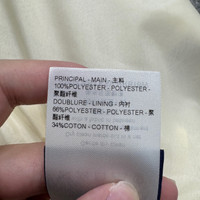 PRINCIPAL - MAIN - 主料
100%POLYESTER - POLYESTER -
聚酯纤维
DOUBLURE - LINING - 内衬
66%POLYESTER - POLYESTER - 聚
酯纤维
34%COTON - COTTON - 棉